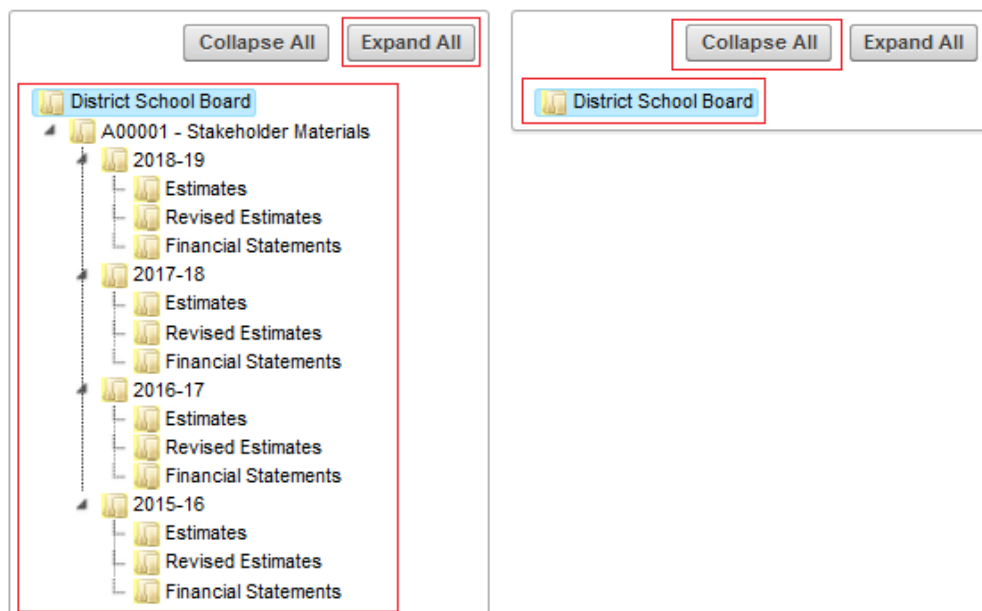 Collapse All Expand All
District School Board
A00001 - Stakeholder Materials
2018-19
Estimates
Revised Estimates
Financial Statements
2017-18
Estimates
Revised Estimates
Financial Statements
2016-17
Estimates
Revised Estimates
Financial Statements
2015-16
Estimates
Revised Estimates
Financial Statements
Collapse All Expand All
District School Board